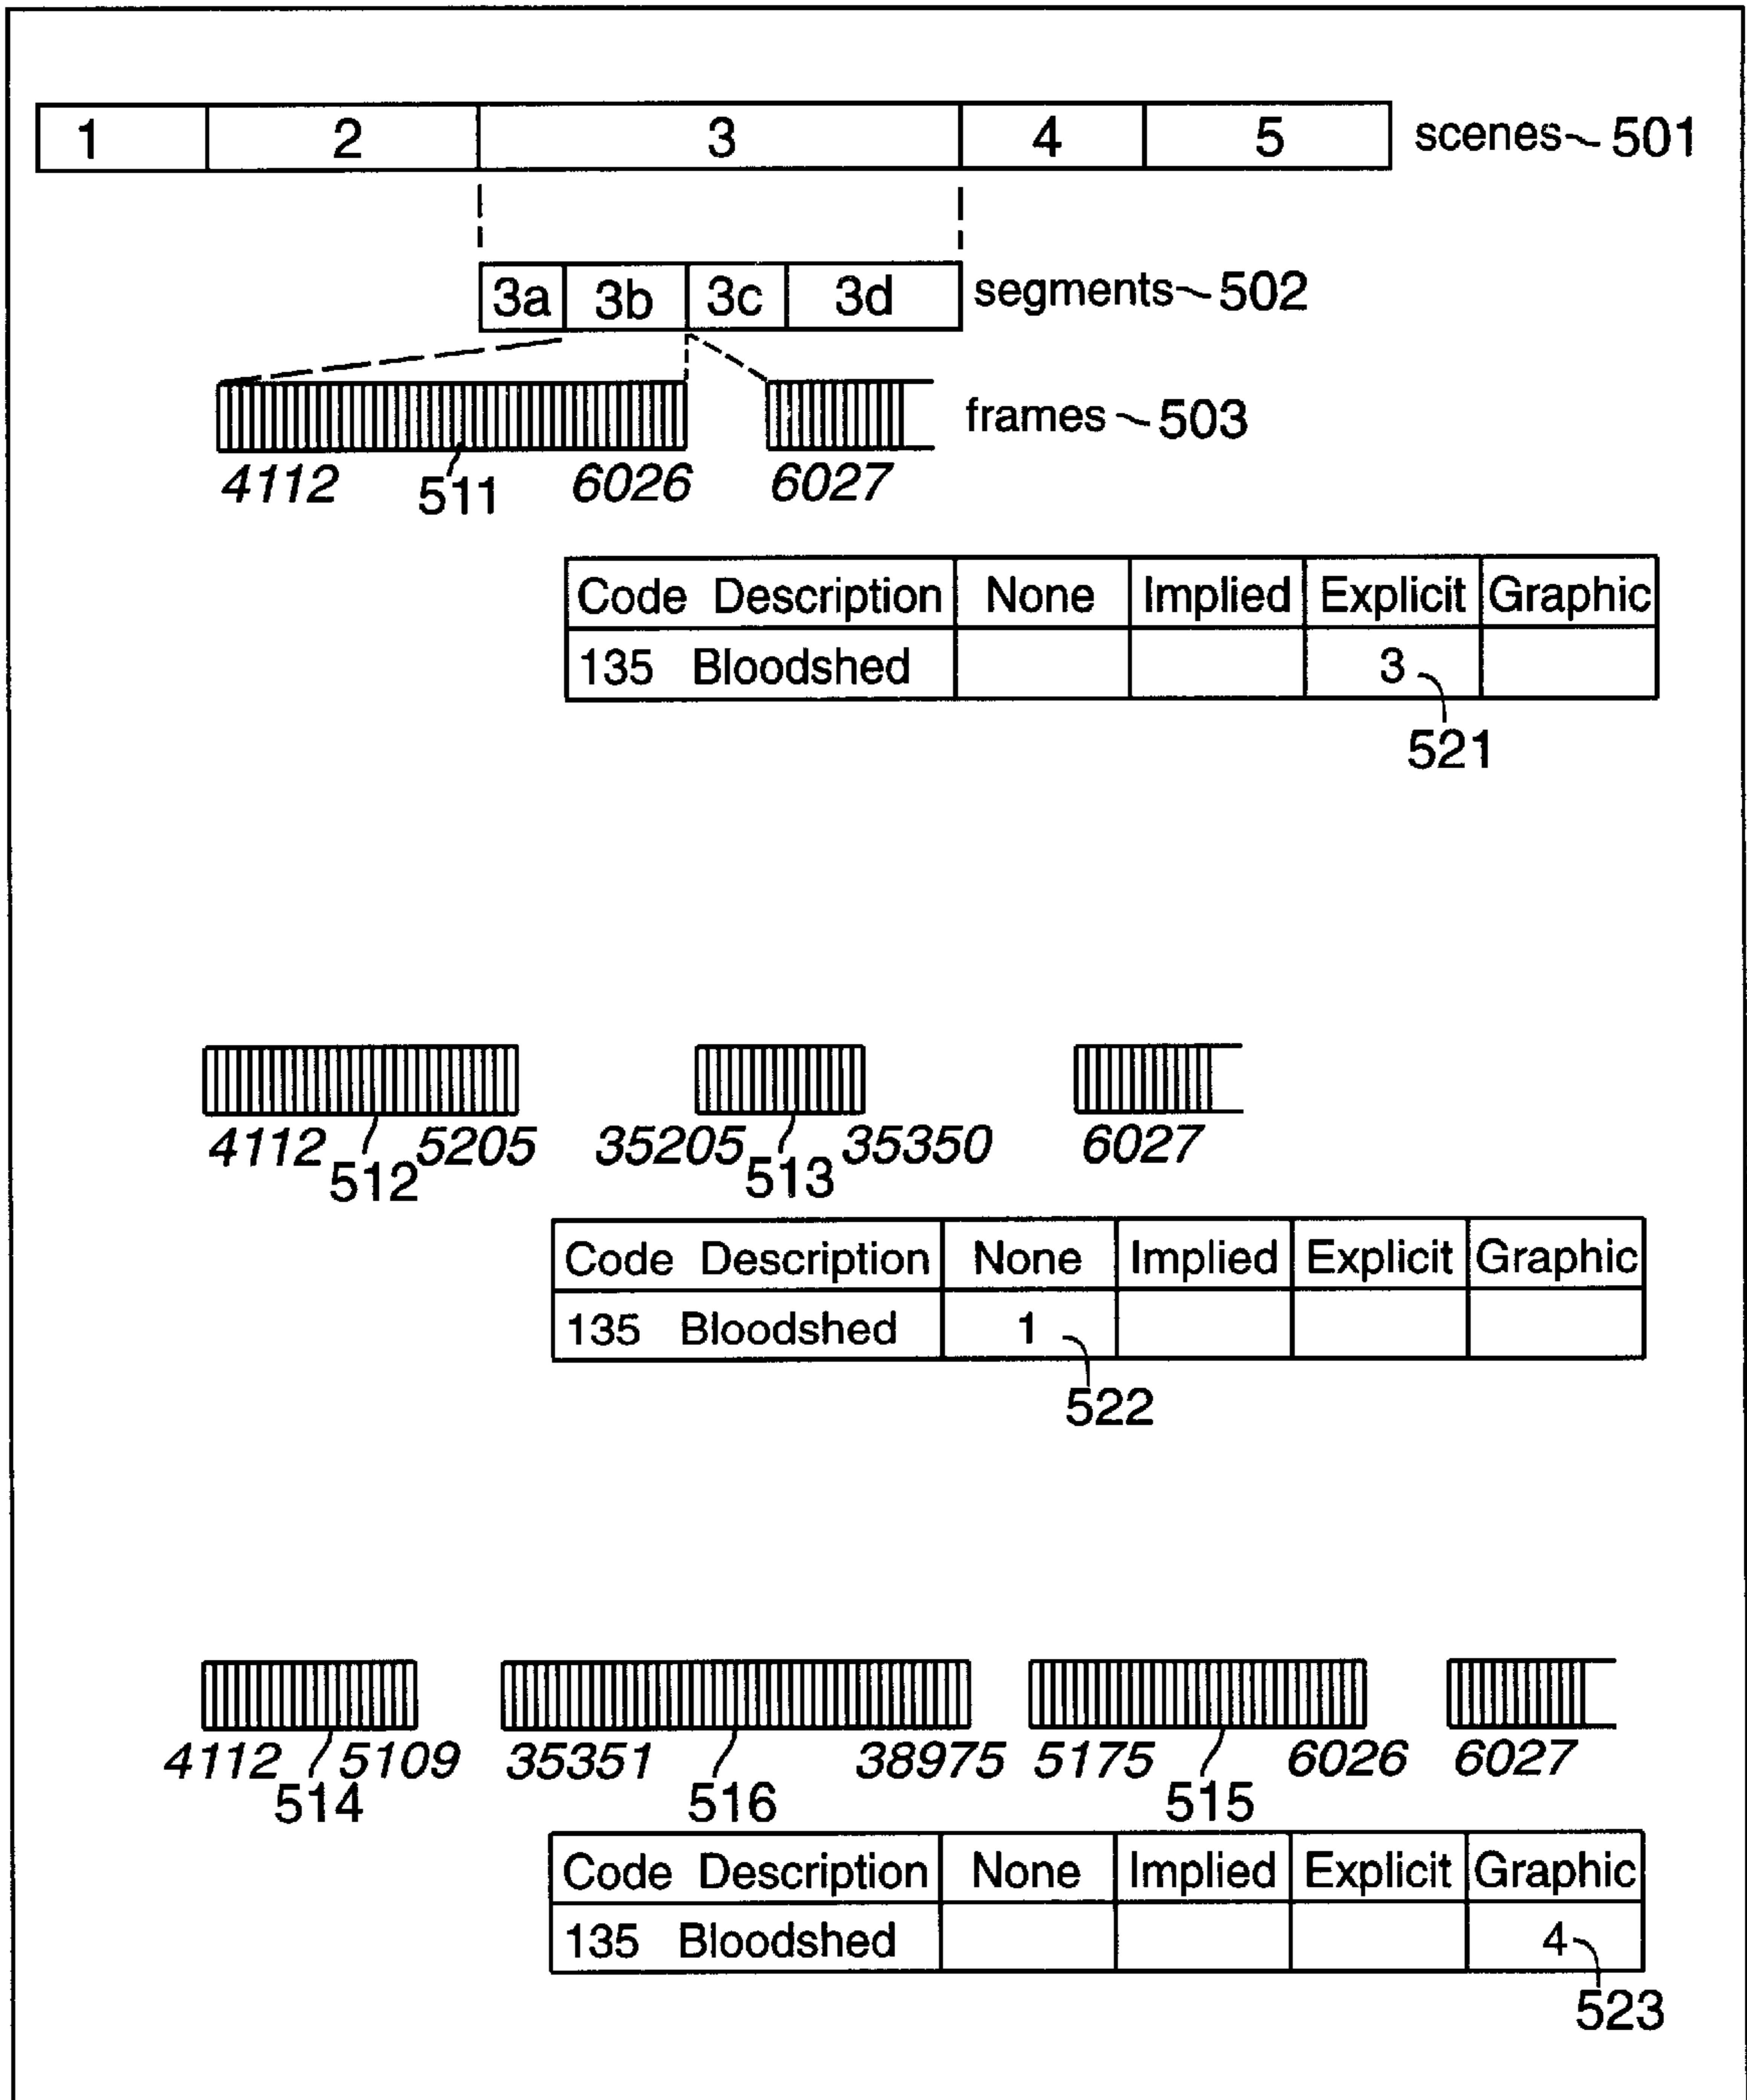 1 2 3 4 5 scenes 501
3a 3b 3c 3d segments 502
frames 503
4112 511 6026 6027
Code Description None Implied Explicit Graphic
135 Bloodshed 3
521
4112 512 5205 35205 513 35350 6027
Code Description None Implied Explicit Graphic
135 Bloodshed 1
522
4112 514 5109 35351 516 38975 5175 515 6026 6027
Code Description None Implied Explicit Graphic
135 Bloodshed 4
523